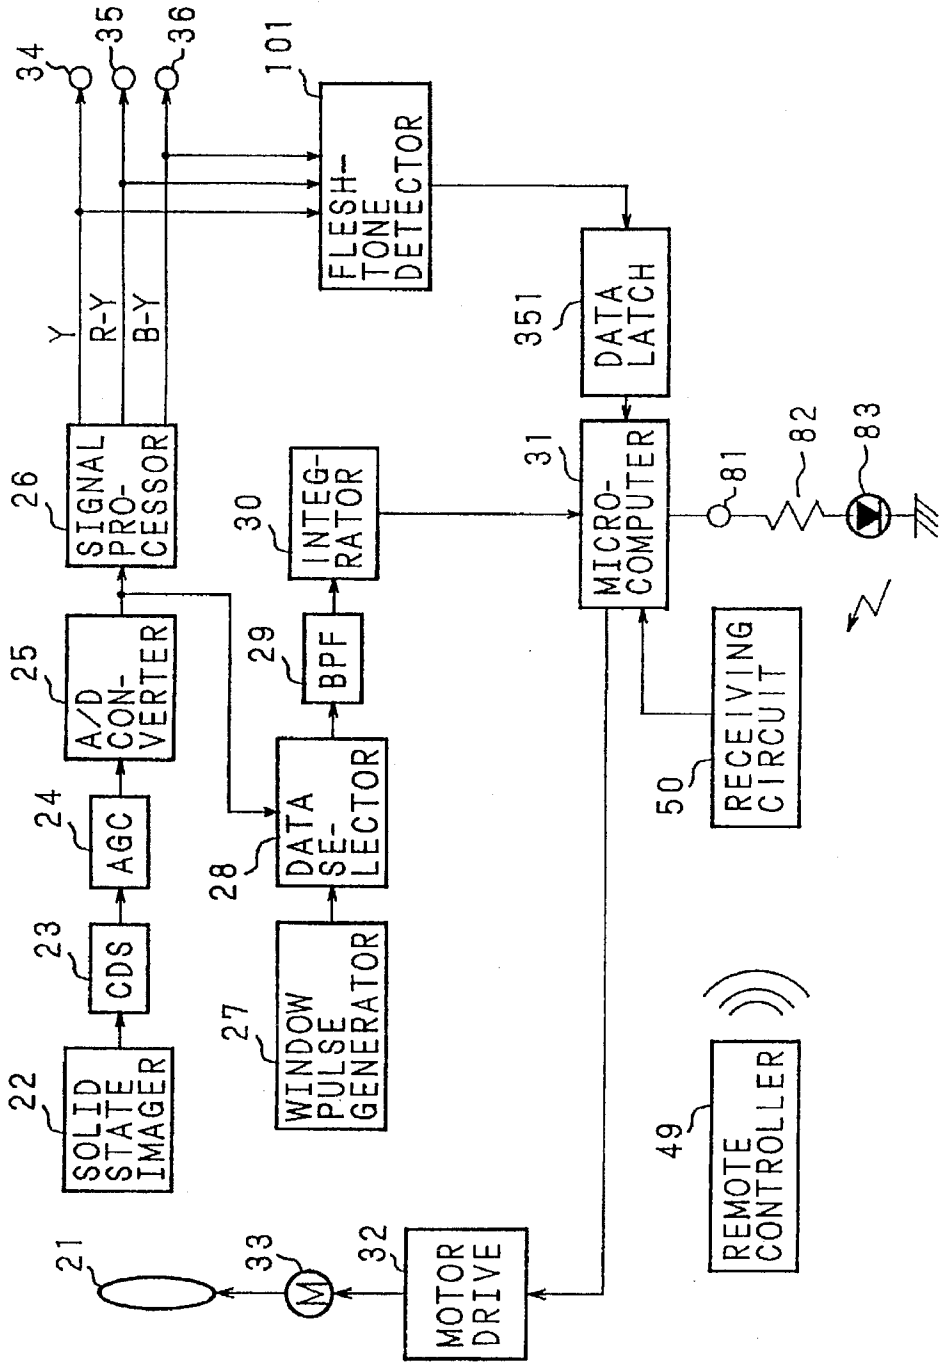 21
22
SOLID
STATE
IMAGER
23
CDS
24
AGC
25
A/D
CON-
VERTER
26
SIGNAL
PRO-
CESSOR
Y
R-Y
B-Y
34
35
36
33
M
32
MOTOR
DRIVE
27
WINDOW
PULSE
GENERATOR
28
DATA
SE-
LECTOR
29
BPF
30
INTEG-
RATOR
101
FLESH-
TONE
DETECTOR
31
MICRO-
COMPUTER
351
DATA
LATCH
49
REMOTE
CONTROLLER
50
RECEIVING
CIRCUIT
81
82
83